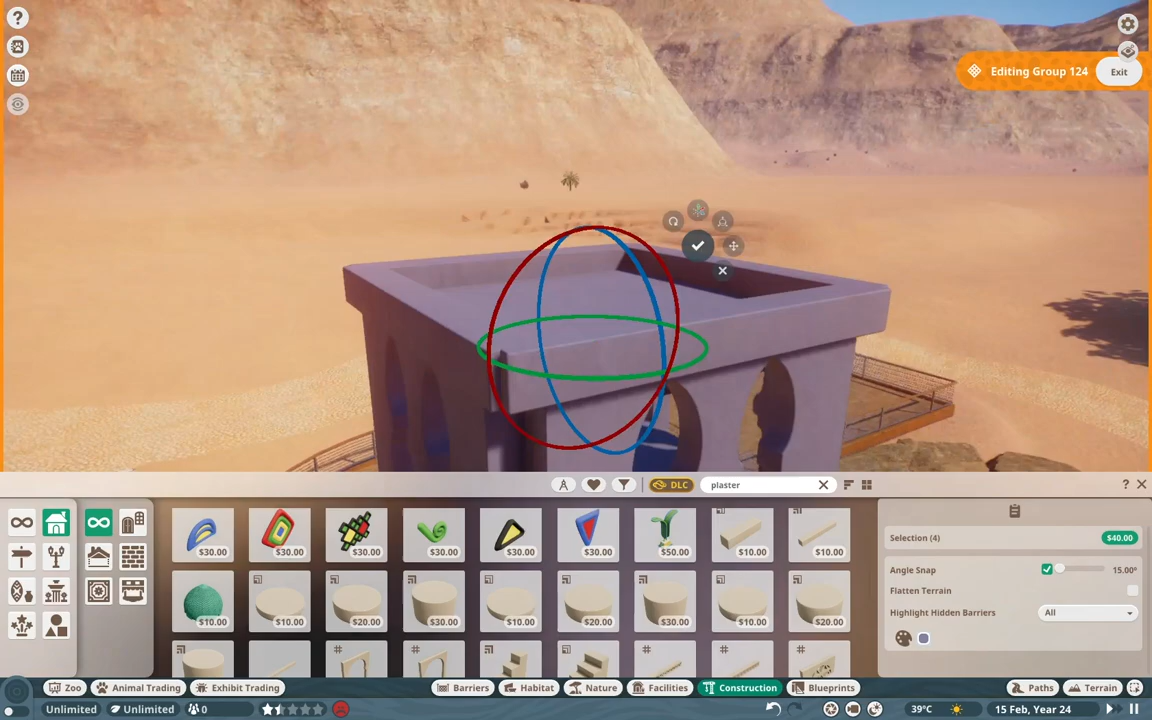 ?
Editing Group 124
Exit
DLC
plaster
?
$30.00
$30.00
$30.00
$30.00
$30.00
$30.00
$50.00
$10.00
$10.00
$10.00
$10.00
$20.00
$30.00
$10.00
$20.00
$30.00
$10.00
$20.00
Selection (4)
$40.00
Angle Snap
15.00°
Flatten Terrain
Highlight Hidden Barriers
All
Zoo
Animal Trading
Exhibit Trading
Barriers
Habitat
Nature
Facilities
Construction
Blueprints
Paths
Terrain
Unlimited
Unlimited
0
39°C
15 Feb, Year 24